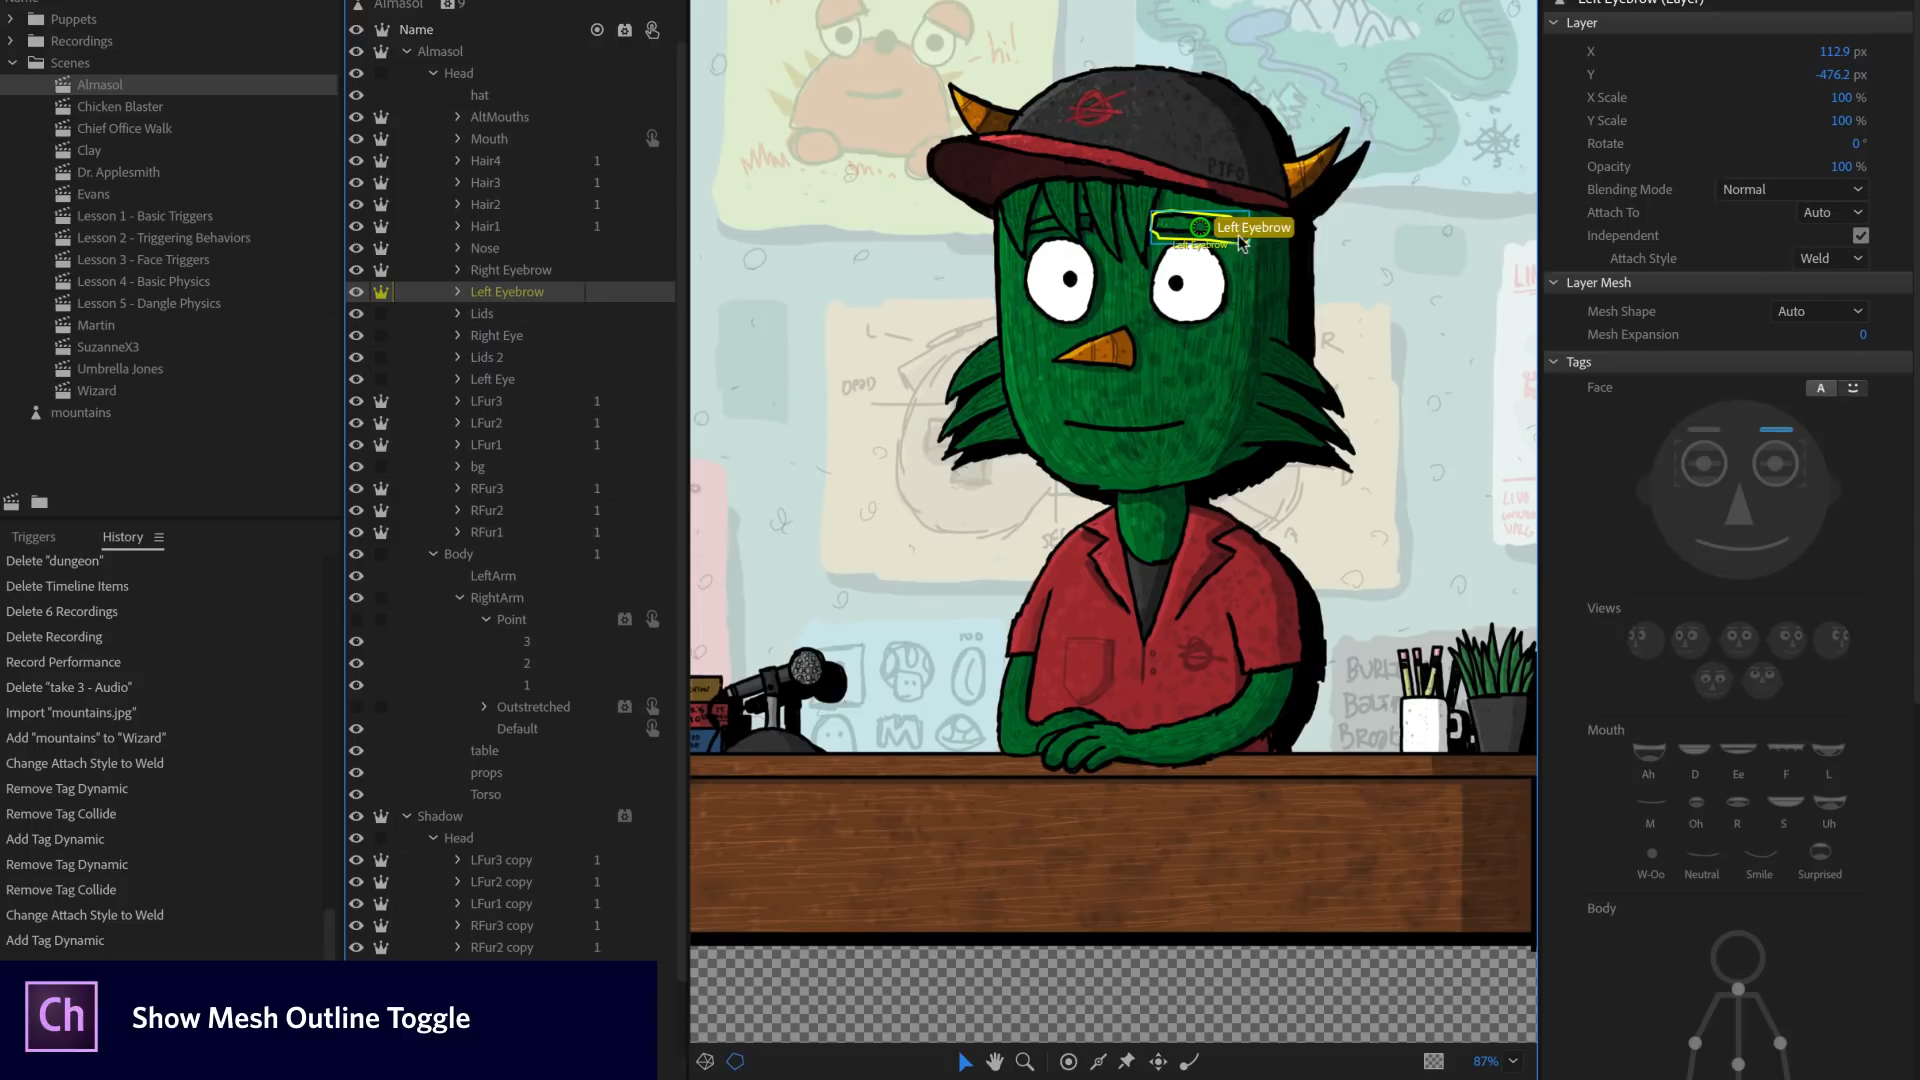 Puppets
Recordings
Scenes
Almasol
Chicken Blaster
Chief Office Walk
Clay
Dr. Applesmith
Evans
Lesson 1 - Basic Triggers
Lesson 2 - Triggering Behaviors
Lesson 3 - Face Triggers
Lesson 4 - Basic Physics
Lesson 5 - Dangle Physics
Martin
SuzanneX3
Umbrella Jones
Wizard
mountains
Triggers History
Delete "dungeon"
Delete Timeline Items
Delete 6 Recordings
Delete Recording
Record Performance
Delete "take 3 - Audio"
Import "mountains.jpg"
Add "mountains" to "Wizard"
Change Attach Style to Weld
Remove Tag Dynamic
Remove Tag Collide
Add Tag Dynamic
Remove Tag Dynamic
Remove Tag Collide
Change Attach Style to Weld
Add Tag Dynamic
Ch Show Mesh Outline Toggle
Almasol 9
Name
Almasol
Head
hat
AltMouths
Mouth
Hair4 1
Hair3 1
Hair2 1
Hair1 1
Nose
Right Eyebrow
Left Eyebrow
Lids
Right Eye
Lids 2
Left Eye
LFur3 1
LFur2 1
LFur1 1
bg
RFur3 1
RFur2 1
RFur1 1
Body 1
LeftArm
RightArm
Point
3
2
1
Outstretched
Default
table
props
Torso
Shadow
Head
LFur3 copy 1
LFur2 copy 1
LFur1 copy 1
RFur3 copy 1
RFur2 copy 1
hi!
PTFO
Left Eyebrow
Left Eyebrow
L
R
DEAD
87%
Left Eyebrow (Layer)
Layer
X 112.9 px
Y -476.2 px
X Scale 100 %
Y Scale 100 %
Rotate 0 °
Opacity 100 %
Blending Mode Normal
Attach To Auto
Independent
Attach Style Weld
Layer Mesh
Mesh Shape Auto
Mesh Expansion 0
Tags
Face A
Views
Mouth
Ah D Ee F L
M Oh R S Uh
W-Oo Neutral Smile Surprised
Body